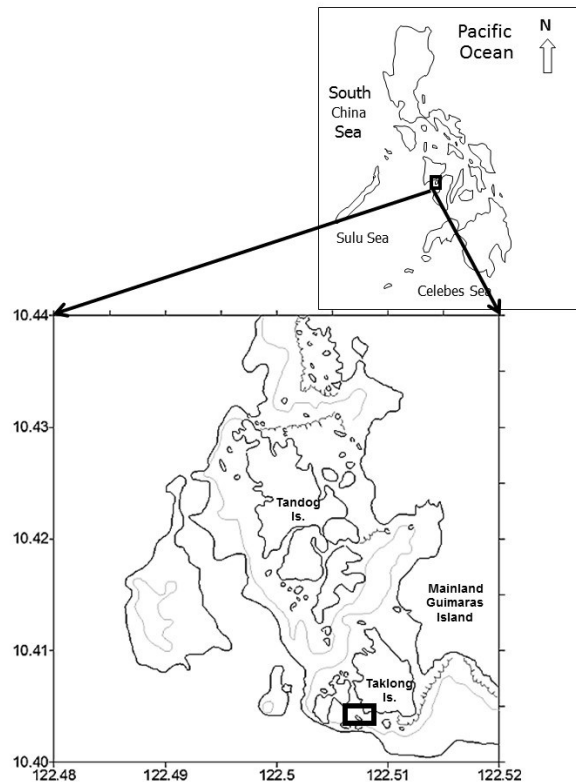 Pacific
Ocean
N
South
China
Sea
Sulu Sea
Celebes Sea
10.44
10.43
10.42
10.41
10.40
Tandog
Is.
Mainland
Guimaras
Island
Taklong
Is.
122.48
122.49
122.5
122.51
122.52